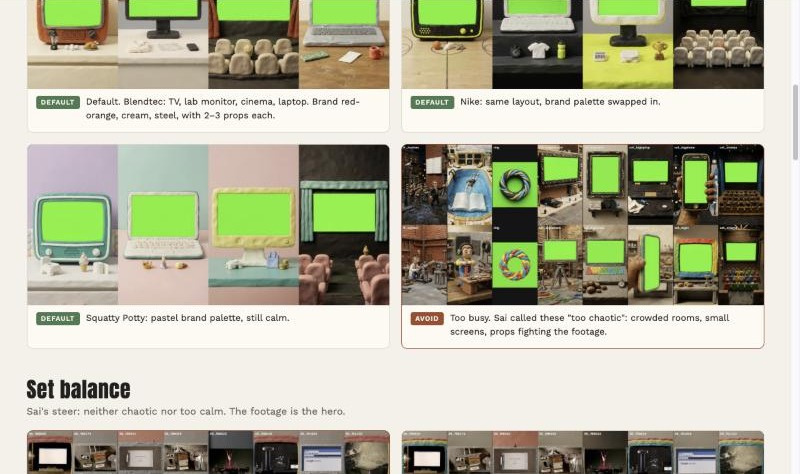 DEFAULT Default. Blendtec: TV, lab monitor, cinema, laptop. Brand red-
orange, cream, steel, with 2–3 props each.
DEFAULT Nike: same layout, brand palette swapped in.
DEFAULT Squatty Potty: pastel brand palette, still calm.
AVOID Too busy. Sai called these "too chaotic": crowded rooms, small
screens, props fighting the footage.
Set balance
Sai's steer: neither chaotic nor too calm. The footage is the hero.